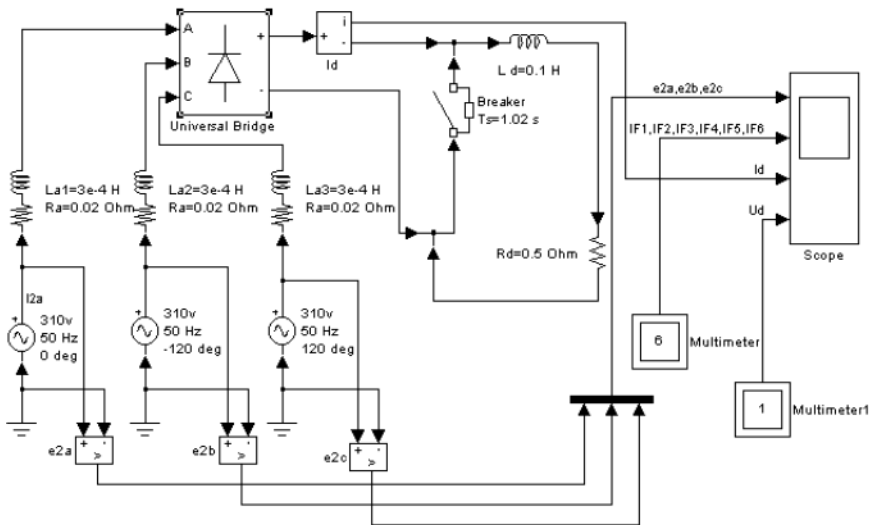 A
B
C
+
-
Universal Bridge
+
-
i
Id
L d=0.1 H
Breaker
Ts=1.02 s
e2a,e2b,e2c
IF1,IF2,IF3,IF4,IF5,IF6
Id
Ud
Scope
La1=3e-4 H
Ra=0.02 Ohm
La2=3e-4 H
Ra=0.02 Ohm
La3=3e-4 H
Ra=0.02 Ohm
Rd=0.5 Ohm
I2a
+
310v
50 Hz
0 deg
+
310v
50 Hz
-120 deg
+
310v
50 Hz
120 deg
6
Multimeter
1
Multimeter1
e2a
+
-
v
e2b
+
-
v
e2c
+
-
v